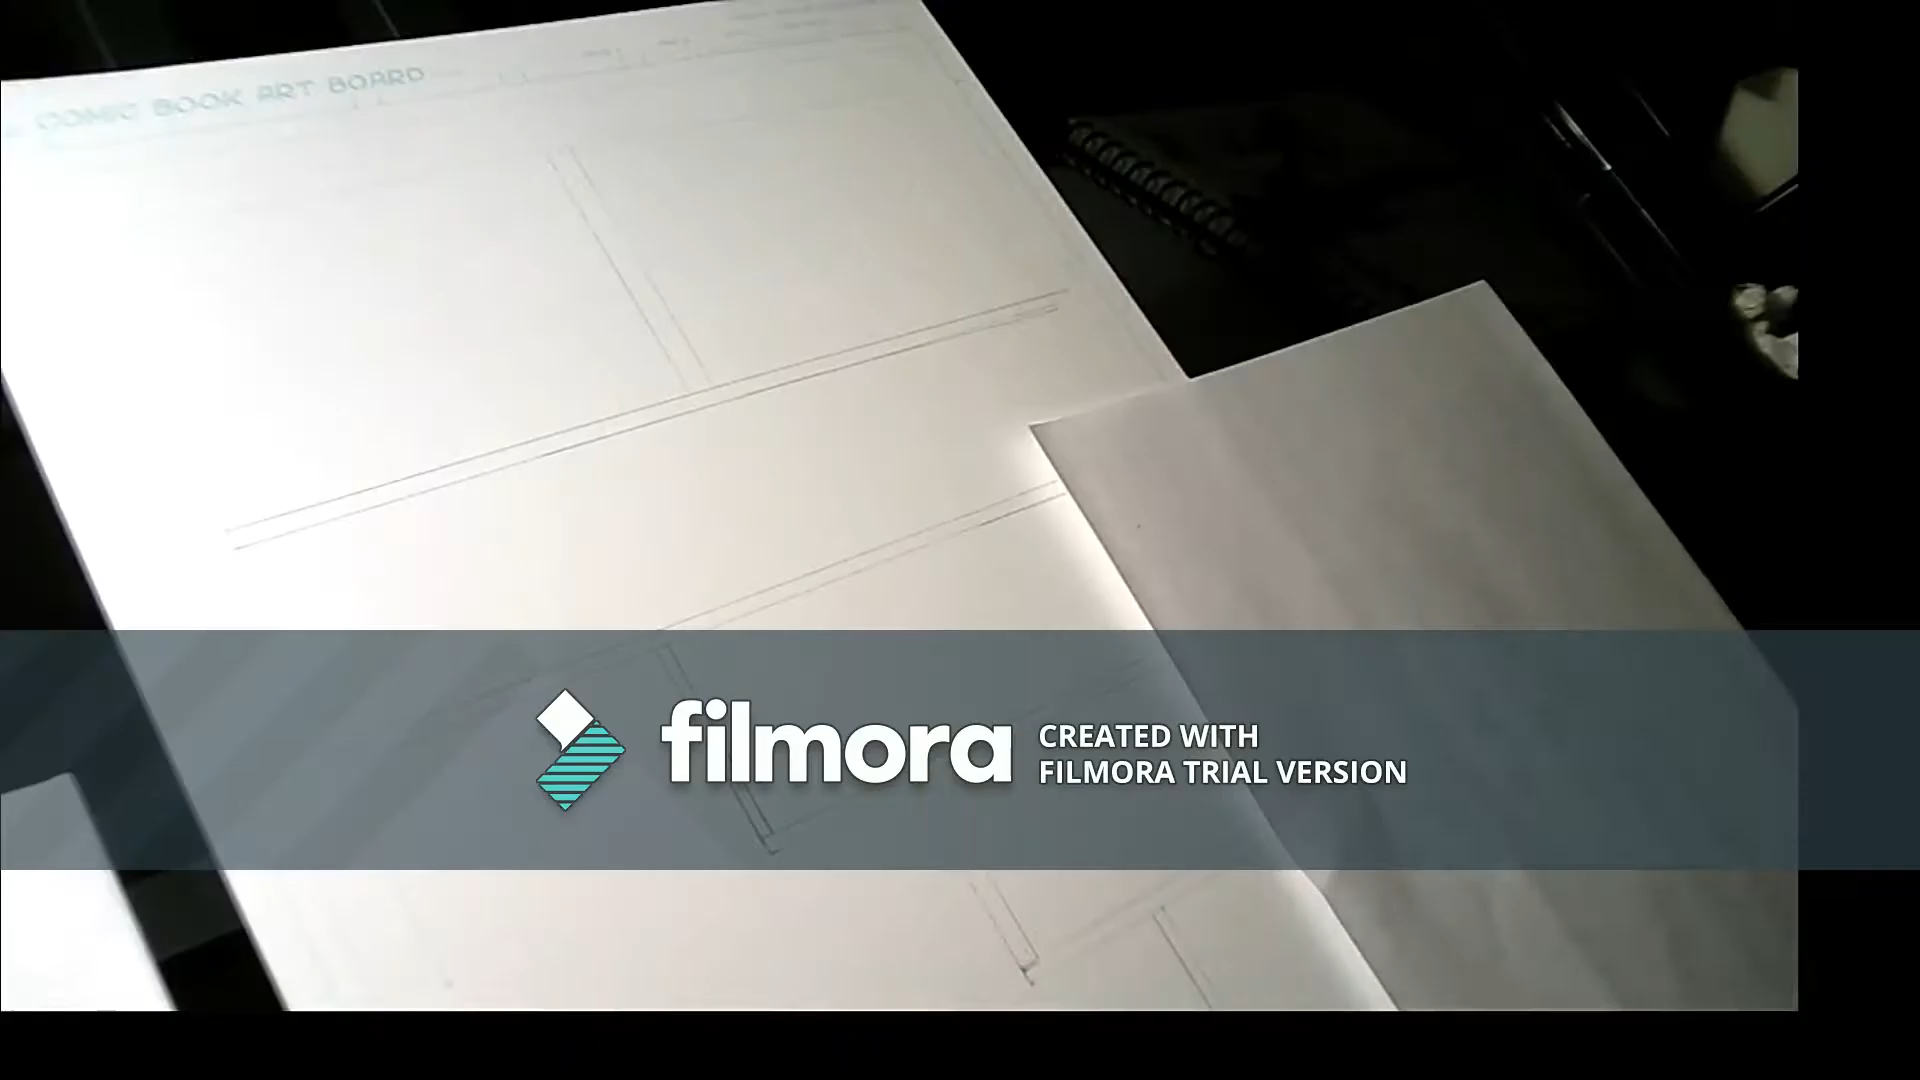 COMIC BOOK ART BOARD
filmora
CREATED WITH
FILMORA TRIAL VERSION